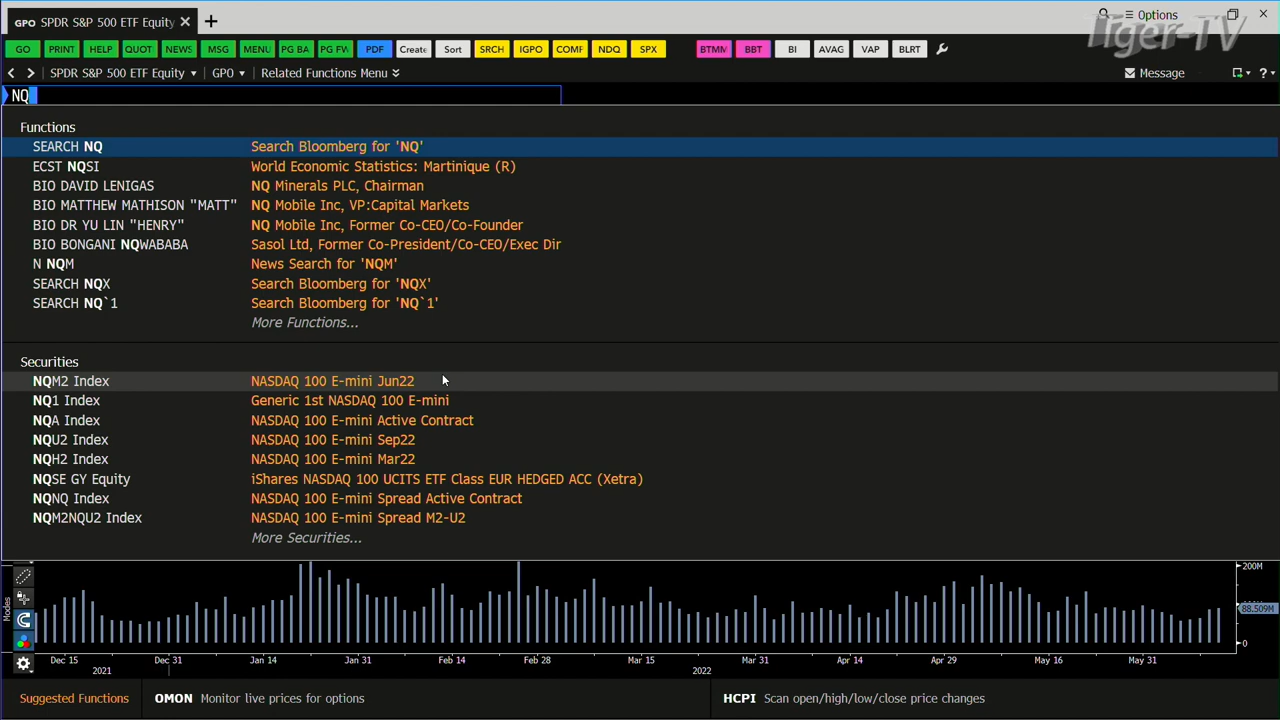 GPO SPDR S&P 500 ETF Equity
Options
Tiger-TV
GO PRINT HELP QUOT NEWS MSG MENU PG BA PG FW PDF Create Sort SRCH IGPO COMF NDQ SPX BTMM BBT BI AVAG VAP BLRT
SPDR S&P 500 ETF Equity GPO Related Functions Menu Message ?
NQ
Functions
SEARCH NQ Search Bloomberg for 'NQ'
ECST NQSI World Economic Statistics: Martinique (R)
BIO DAVID LENIGAS NQ Minerals PLC, Chairman
BIO MATTHEW MATHISON "MATT" NQ Mobile Inc, VP:Capital Markets
BIO DR YU LIN "HENRY" NQ Mobile Inc, Former Co-CEO/Co-Founder
BIO BONGANI NQWABABA Sasol Ltd, Former Co-President/Co-CEO/Exec Dir
N NQM News Search for 'NQM'
SEARCH NQX Search Bloomberg for 'NQX'
SEARCH NQ`1 Search Bloomberg for 'NQ`1'
More Functions...
Securities
NQM2 Index NASDAQ 100 E-mini Jun22
NQ1 Index Generic 1st NASDAQ 100 E-mini
NQA Index NASDAQ 100 E-mini Active Contract
NQU2 Index NASDAQ 100 E-mini Sep22
NQH2 Index NASDAQ 100 E-mini Mar22
NQSE GY Equity iShares NASDAQ 100 UCITS ETF Class EUR HEDGED ACC (Xetra)
NQNQ Index NASDAQ 100 E-mini Spread Active Contract
NQM2NQU2 Index NASDAQ 100 E-mini Spread M2-U2
More Securities...
200M
88.509M
0
Modes
Dec 15 Dec 31 Jan 14 Jan 31 Feb 14 Feb 28 Mar 15 Mar 31 Apr 14 Apr 29 May 16 May 31
2021 2022
Suggested Functions OMON Monitor live prices for options HCPI Scan open/high/low/close price changes